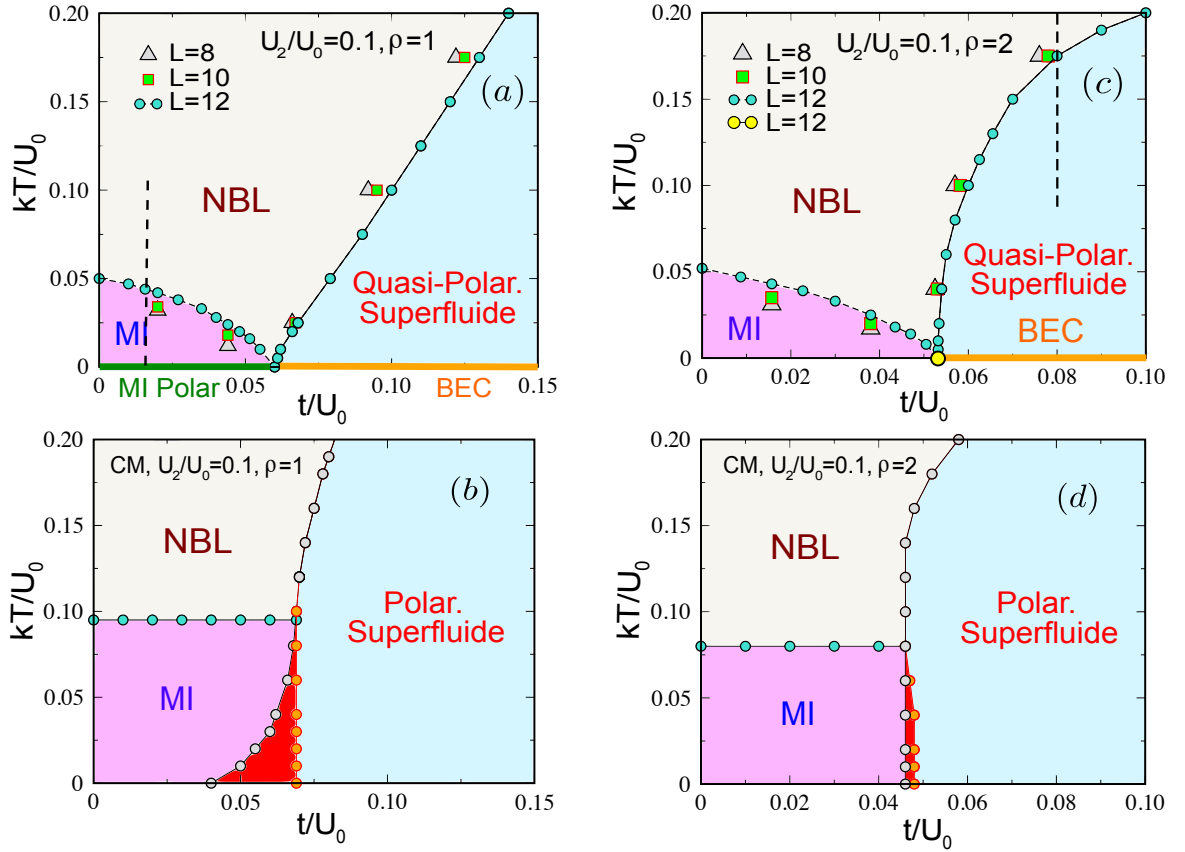 U₂/U₀=0.1, ρ=1
L=8
L=10
L=12
(a)
kT/U₀
0.20
0.15
0.10
0.05
0
NBL
Quasi-Polar.
Superfluide
MI
MI Polar
BEC
0
0.05
0.10
0.15
t/U₀
U₂/U₀=0.1, ρ=2
L=8
L=10
L=12
L=12
(c)
kT/U₀
0.20
0.15
0.10
0.05
0
NBL
Quasi-Polar.
Superfluide
MI
BEC
0.00
0.02
0.04
0.06
0.08
0.10
t/U₀
CM, U₂/U₀=0.1, ρ=1
(b)
kT/U₀
0.20
0.15
0.10
0.05
0
NBL
Polar.
Superfluide
MI
0
0.05
0.10
0.15
t/U₀
CM, U₂/U₀=0.1, ρ=2
(d)
kT/U₀
0.20
0.15
0.10
0.05
0
NBL
Polar.
Superfluide
MI
0.00
0.02
0.04
0.06
0.08
0.10
t/U₀